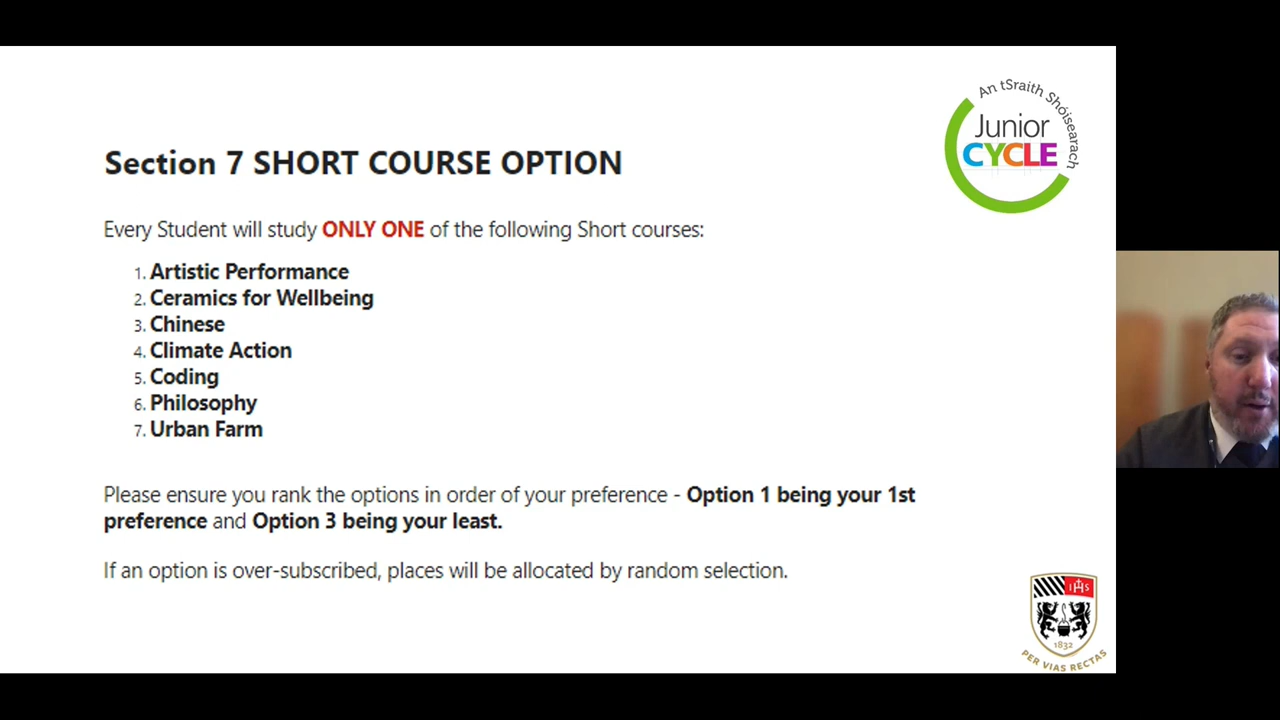 An tSraith Shóisearach
Junior
CYCLE
Section 7 SHORT COURSE OPTION
Every Student will study ONLY ONE of the following Short courses:
1. Artistic Performance
2. Ceramics for Wellbeing
3. Chinese
4. Climate Action
5. Coding
6. Philosophy
7. Urban Farm
Please ensure you rank the options in order of your preference - Option 1 being your 1st
preference and Option 3 being your least.
If an option is over-subscribed, places will be allocated by random selection.
IHS
1832
PER VIAS RECTAS